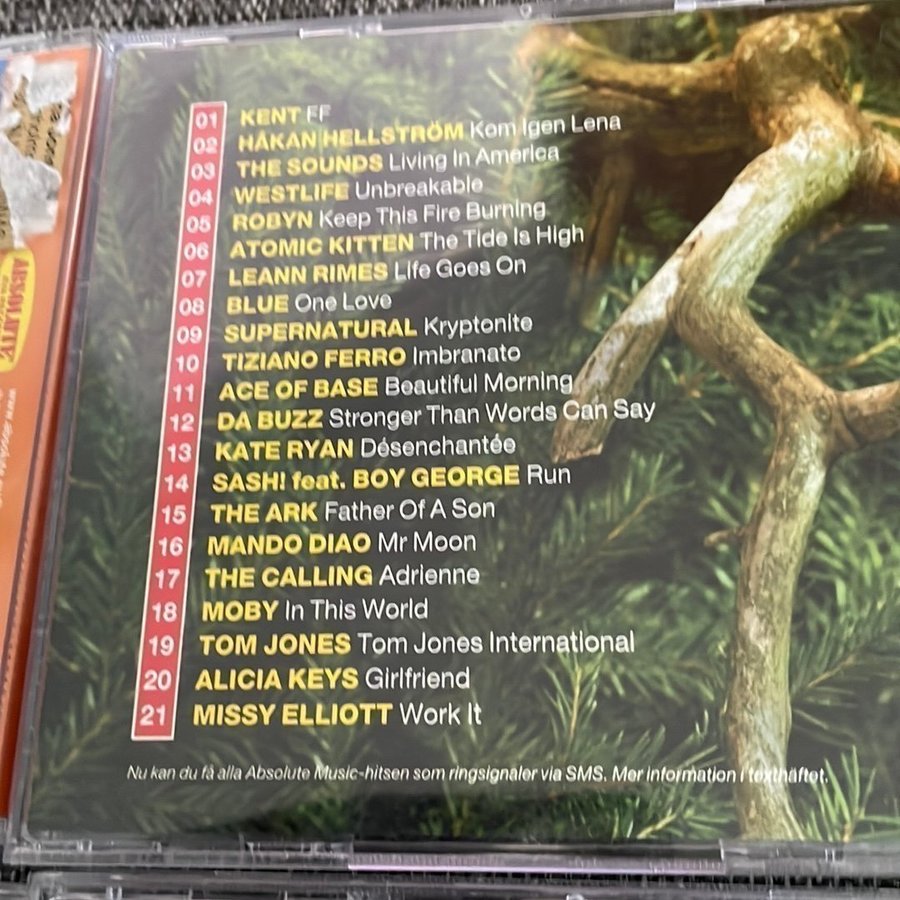 01 KENT FF
02 HÅKAN HELLSTRÖM Kom Igen Lena
03 THE SOUNDS Living In America
04 WESTLIFE Unbreakable
05 ROBYN Keep This Fire Burning
06 ATOMIC KITTEN The Tide Is High
07 LEANN RIMES Life Goes On
08 BLUE One Love
09 SUPERNATURAL Kryptonite
10 TIZIANO FERRO Imbranato
11 ACE OF BASE Beautiful Morning
12 DA BUZZ Stronger Than Words Can Say
13 KATE RYAN Désenchantée
14 SASH! feat. BOY GEORGE Run
15 THE ARK Father Of A Son
16 MANDO DIAO Mr Moon
17 THE CALLING Adrienne
18 MOBY In This World
19 TOM JONES Tom Jones International
20 ALICIA KEYS Girlfriend
21 MISSY ELLIOTT Work It
Nu kan du få alla Absolute Music-hitsen som ringsignaler via SMS. Mer information i texthäftet.
ABSOLUTE